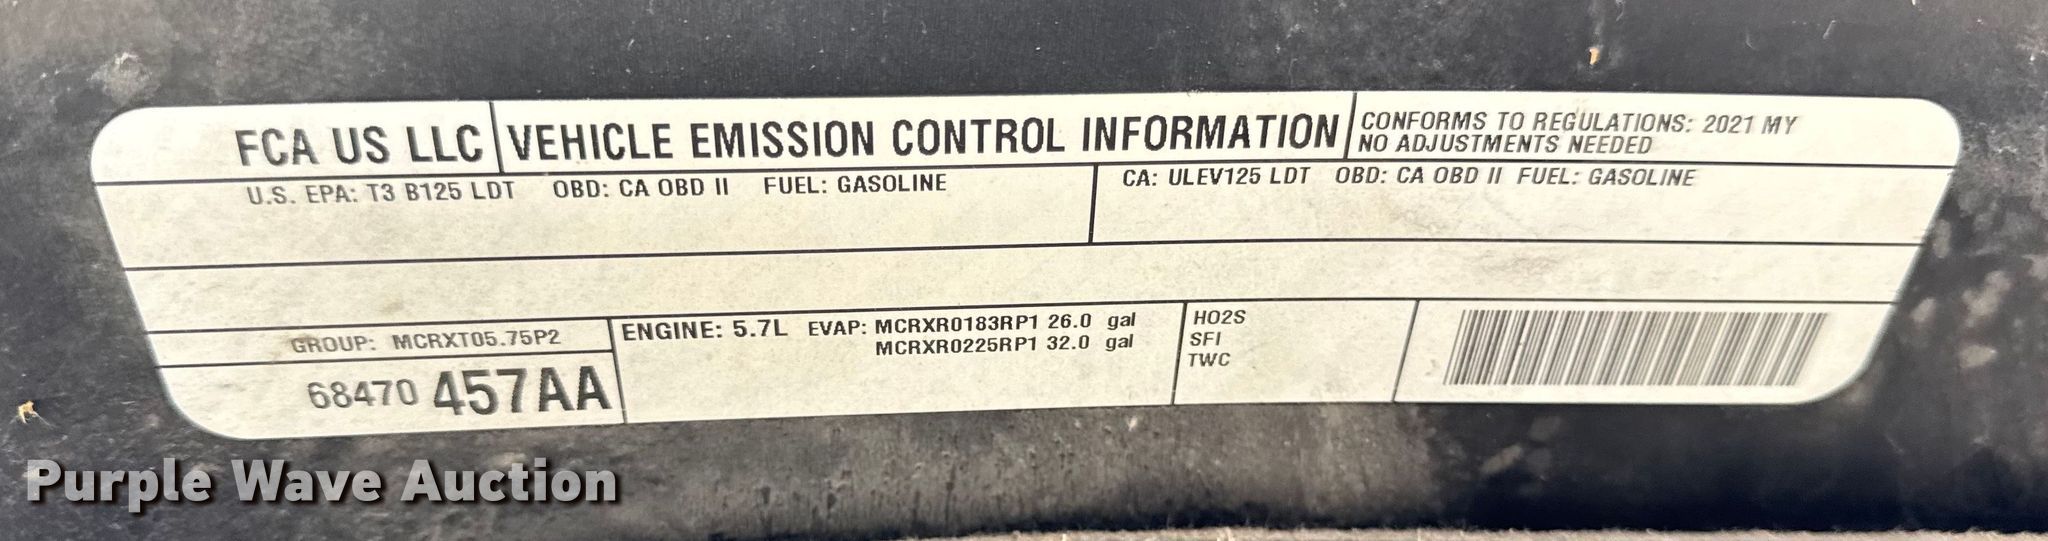 FCA US LLC
VEHICLE EMISSION CONTROL INFORMATION
CONFORMS TO REGULATIONS: 2021 MY
NO ADJUSTMENTS NEEDED
U.S. EPA: T3 B125 LDT OBD: CA OBD II FUEL: GASOLINE
CA: ULEV125 LDT OBD: CA OBD II FUEL: GASOLINE
GROUP: MCRXT05.75P2
68470 457AA
ENGINE: 5.7L EVAP: MCRXR0183RP1 26.0 gal
MCRXR0225RP1 32.0 gal
HO2S
SFI
TWC
Purple Wave Auction